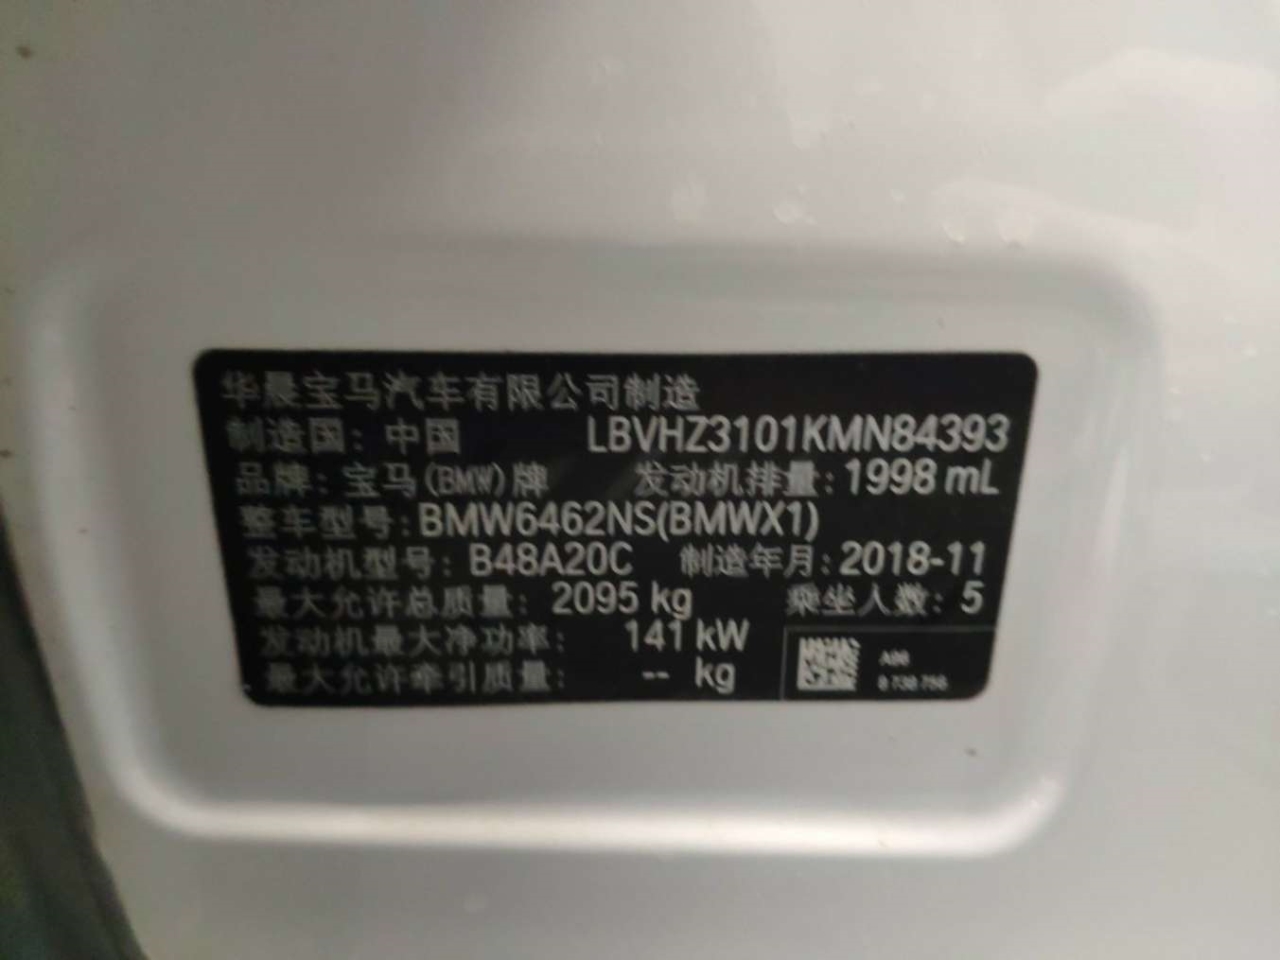 华晨宝马汽车有限公司制造
制造国：中国 LBVHZ3101KMN84393
品牌：宝马(BMW)牌 发动机排量：1998 mL
整车型号：BMW6462NS(BMWX1)
发动机型号：B48A20C 制造年月：2018-11
最大允许总质量：2095 kg 乘坐人数：5
发动机最大净功率：141 kW
最大允许牵引质量：-- kg